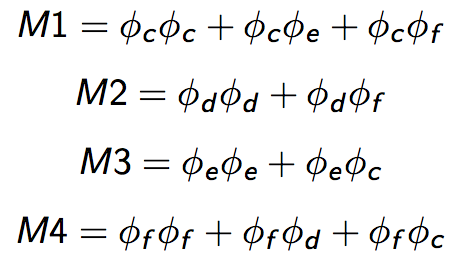 M1 = ϕcϕc + ϕcϕe + ϕcϕf
M2 = ϕdϕd + ϕdϕf
M3 = ϕeϕe + ϕeϕc
M4 = ϕfϕf + ϕfϕd + ϕfϕc